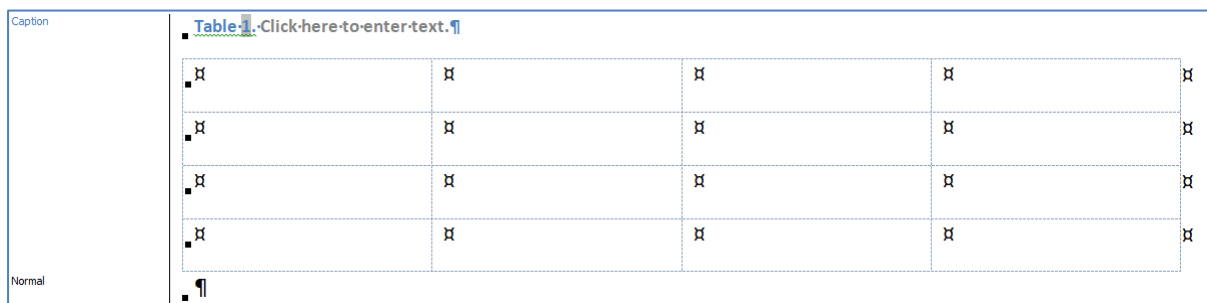 Caption
Table 1. Click here to enter text.¶
¤ ¤ ¤ ¤ ¤
¤ ¤ ¤ ¤ ¤
¤ ¤ ¤ ¤ ¤
¤ ¤ ¤ ¤ ¤
Normal
¶